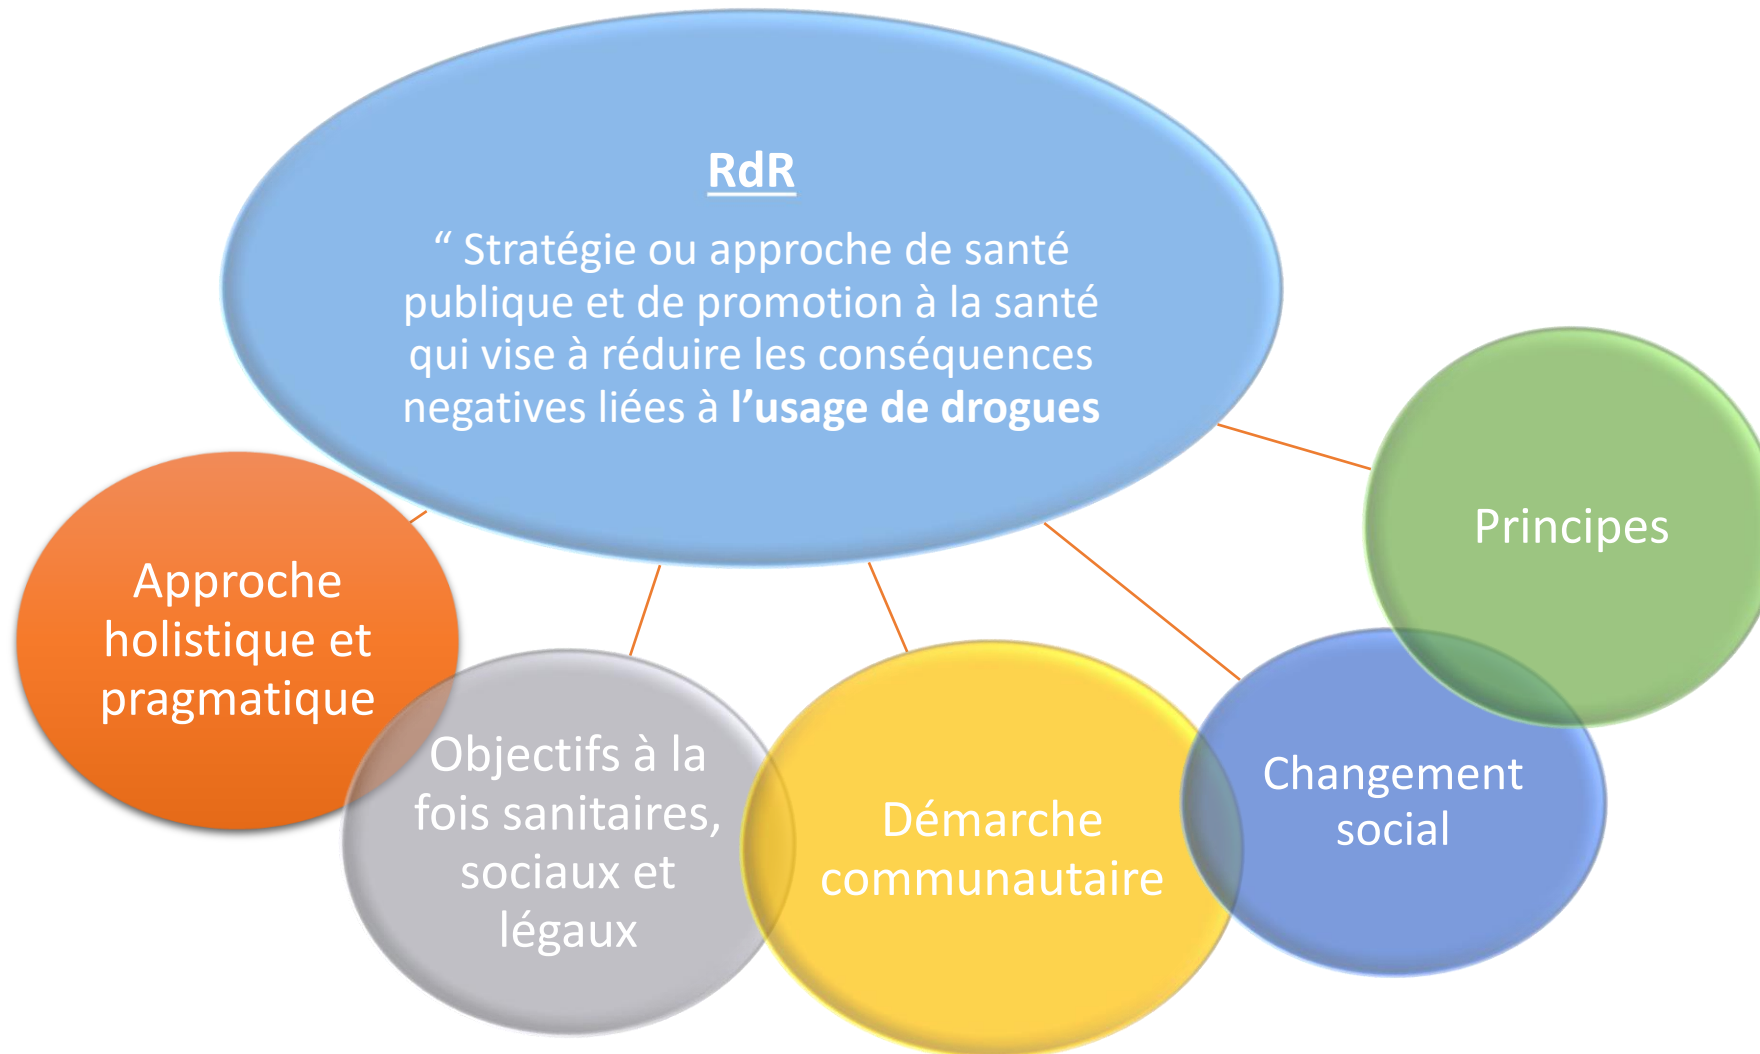 RdR
“ Stratégie ou approche de santé
publique et de promotion à la santé
qui vise à réduire les conséquences
negatives liées à l’usage de drogues
Approche
holistique et
pragmatique
Objectifs à la
fois sanitaires,
sociaux et
légaux
Démarche
communautaire
Changement
social
Principes